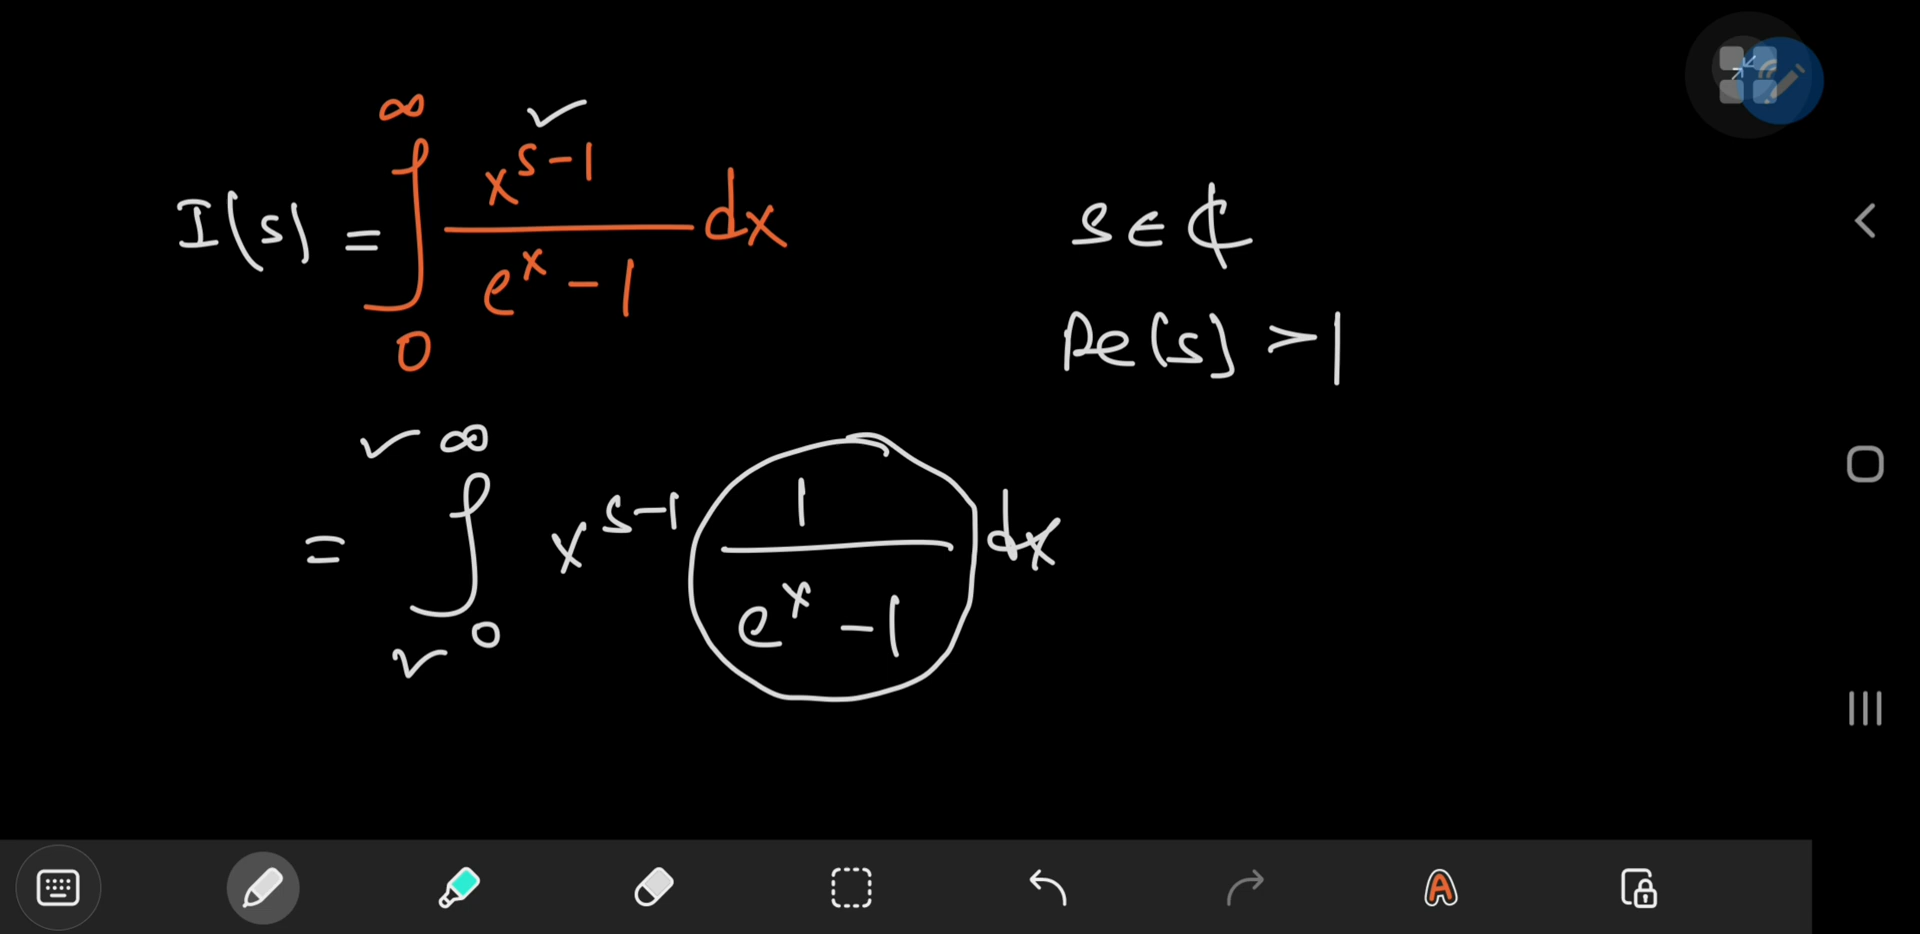 I(s) = ∫₀^∞ x^(s-1) / (e^x - 1) dx
s ∈ ℂ
Re(s) > 1
= ∫₀^∞ x^(s-1) 1 / (e^x - 1) dx
A